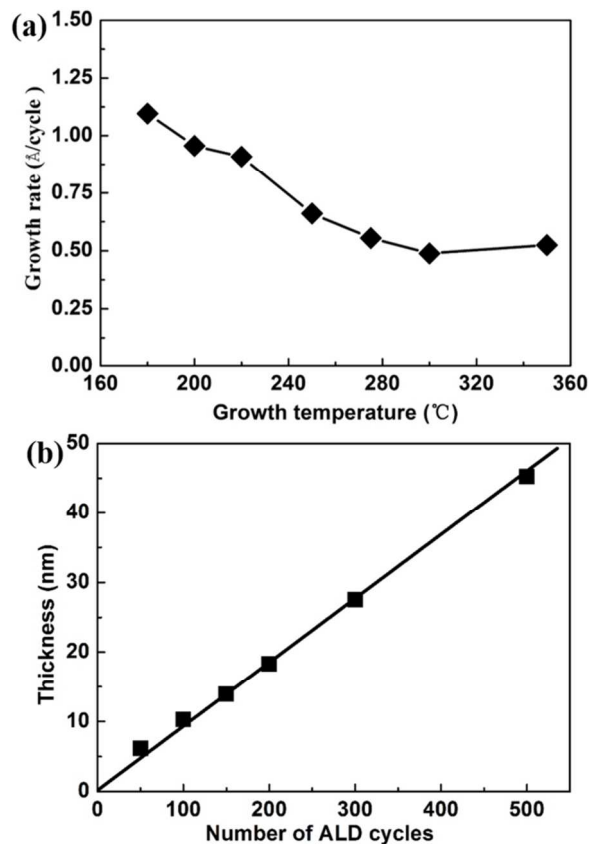 (a)
1.50
1.25
1.00
0.75
0.50
0.25
0.00
Growth rate (Å/cycle )
160 200 240 280 320 360
Growth temperature (℃)
(b)
50
40
30
20
10
0
Thickness (nm)
0 100 200 300 400 500
Number of ALD cycles